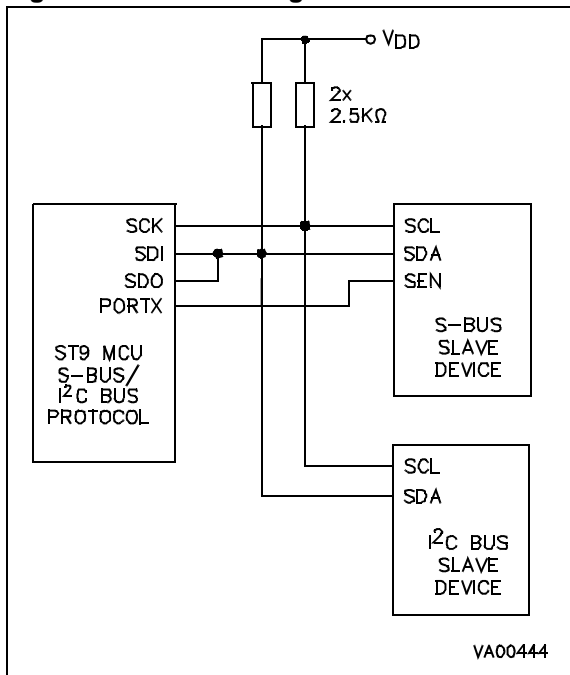 VDD
2x
2.5KΩ
SCK
SDI
SDO
PORTX
ST9 MCU
S-BUS/
I2C BUS
PROTOCOL
SCL
SDA
SEN
S-BUS
SLAVE
DEVICE
SCL
SDA
I2C BUS
SLAVE
DEVICE
VA00444